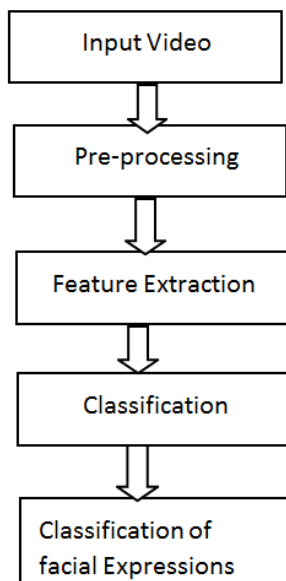 Input Video
Pre-processing
Feature Extraction
Classification
Classification of
facial Expressions